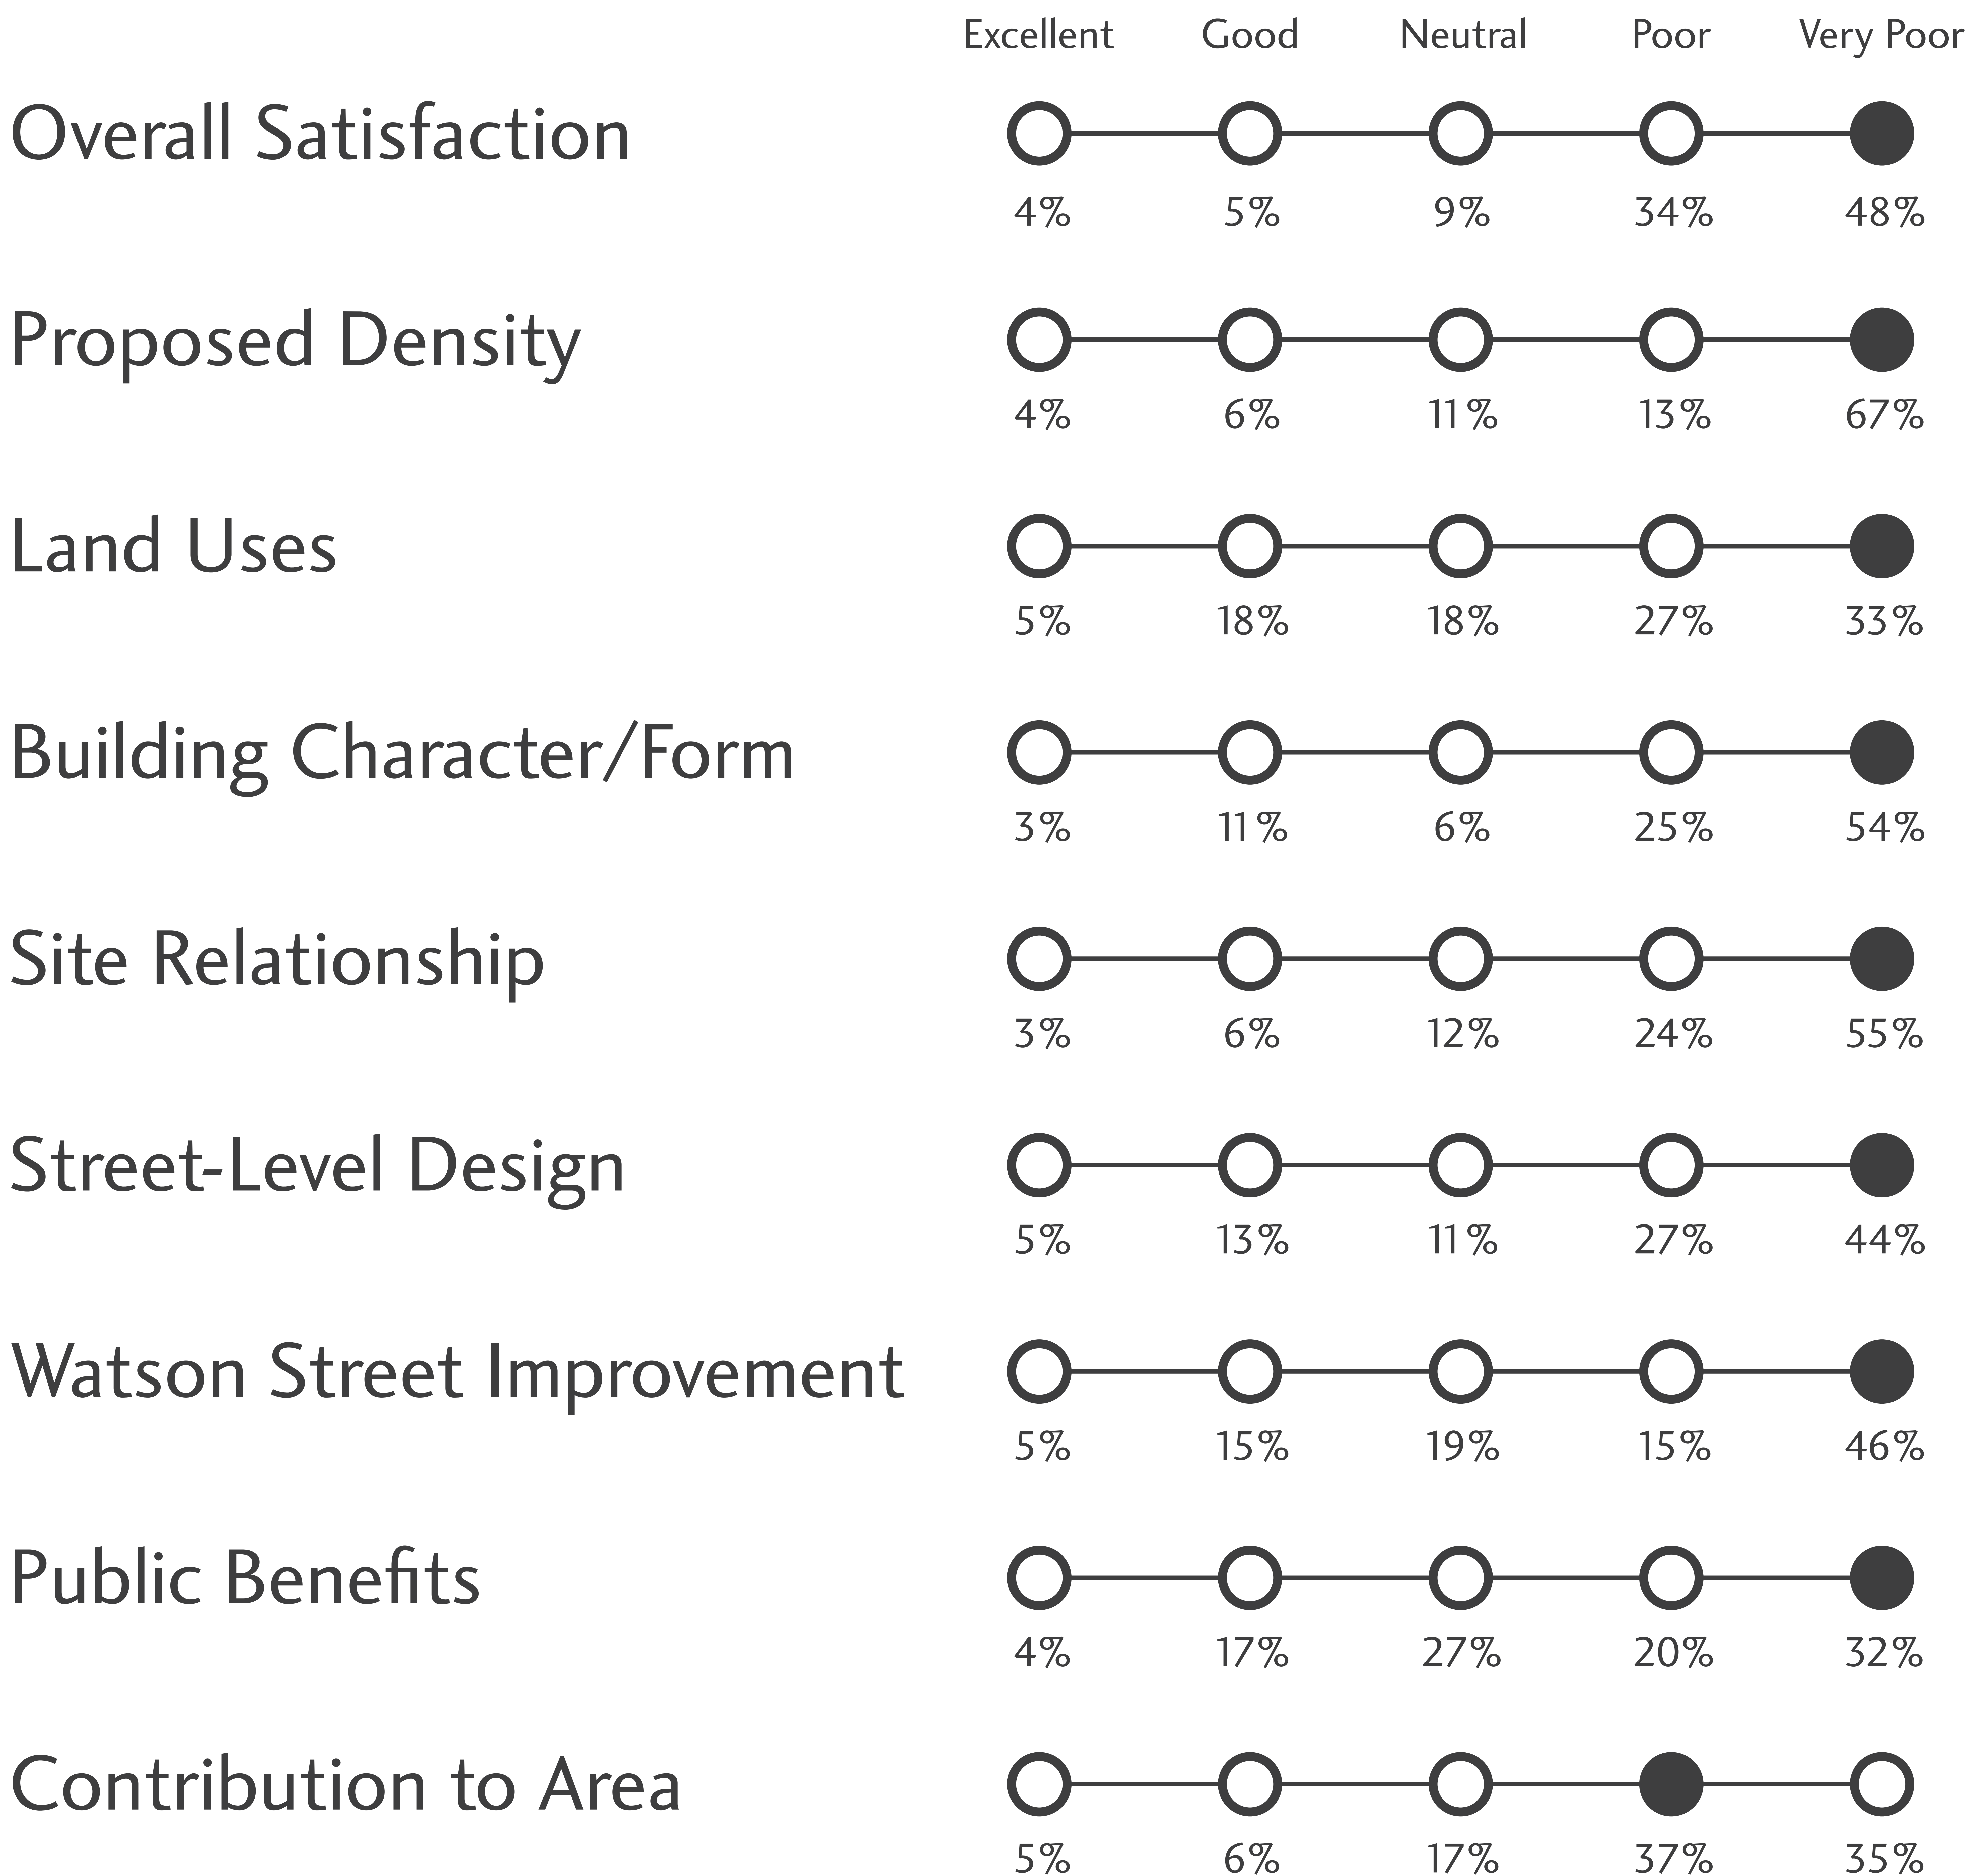 Excellent Good Neutral Poor Very Poor
Overall Satisfaction
4% 5% 9% 34% 48%
Proposed Density
4% 6% 11% 13% 67%
Land Uses
5% 18% 18% 27% 33%
Building Character/Form
3% 11% 6% 25% 54%
Site Relationship
3% 6% 12% 24% 55%
Street-Level Design
5% 13% 11% 27% 44%
Watson Street Improvement
5% 15% 19% 15% 46%
Public Benefits
4% 17% 27% 20% 32%
Contribution to Area
5% 6% 17% 37% 35%